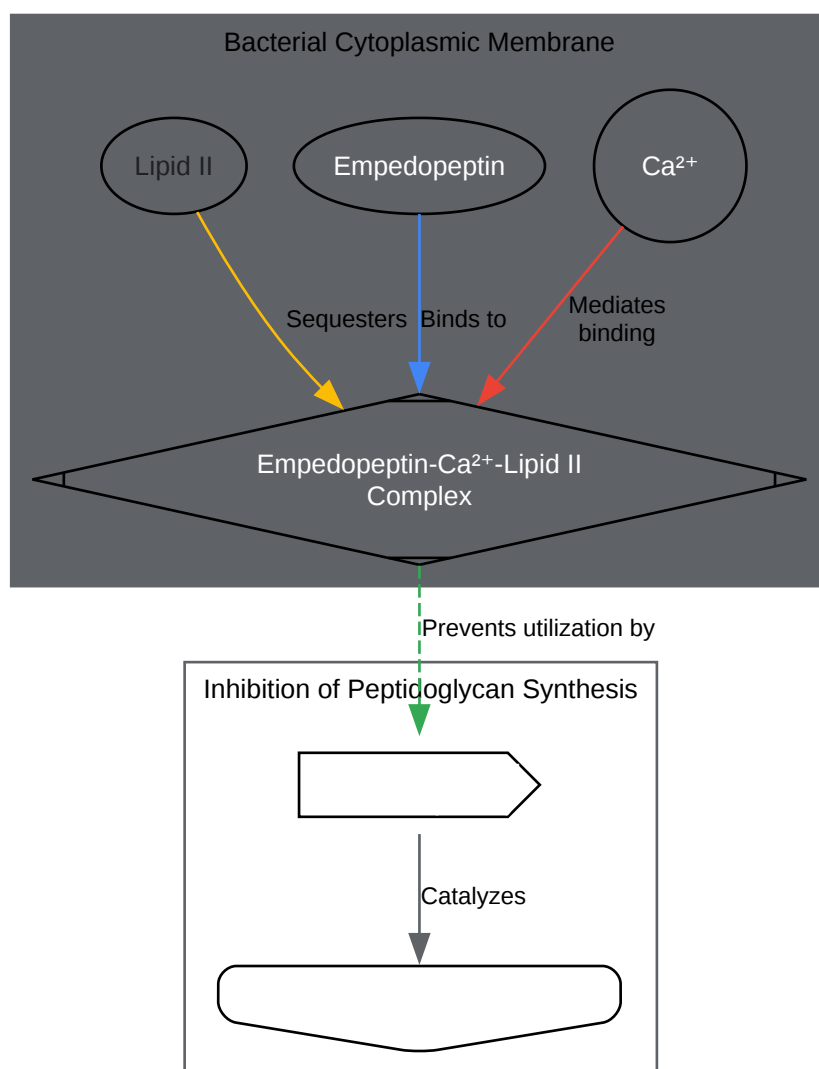 Bacterial Cytoplasmic Membrane
Lipid II
Empedopeptin
Ca²⁺
Sequesters
Binds to
Mediates
binding
Empedopeptin-Ca²⁺-Lipid II
Complex
Prevents utilization by
Inhibition of Peptidoglycan Synthesis
Catalyzes